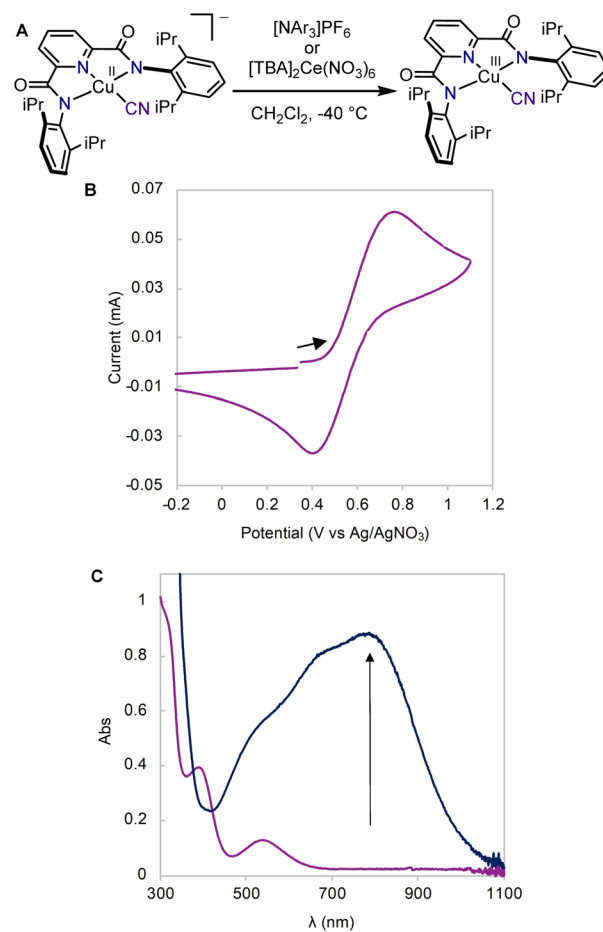 A
[NAr3]PF6
or
[TBA]2Ce(NO3)6
CH2Cl2, -40 °C
O
N
O
N
N
II
Cu
CN
iPr
iPr
iPr
iPr
−
O
N
O
N
N
III
Cu
CN
iPr
iPr
iPr
iPr
B
0.07
0.05
0.03
0.01
-0.01
-0.03
0.05
Current (mA)
-0.2 0 0.2 0.4 0.6 0.8 1 1.2
Potential (V vs Ag/AgNO3)
C
1
0.8
0.6
0.4
0.2
0
Abs
300 500 700 900 1100
λ (nm)